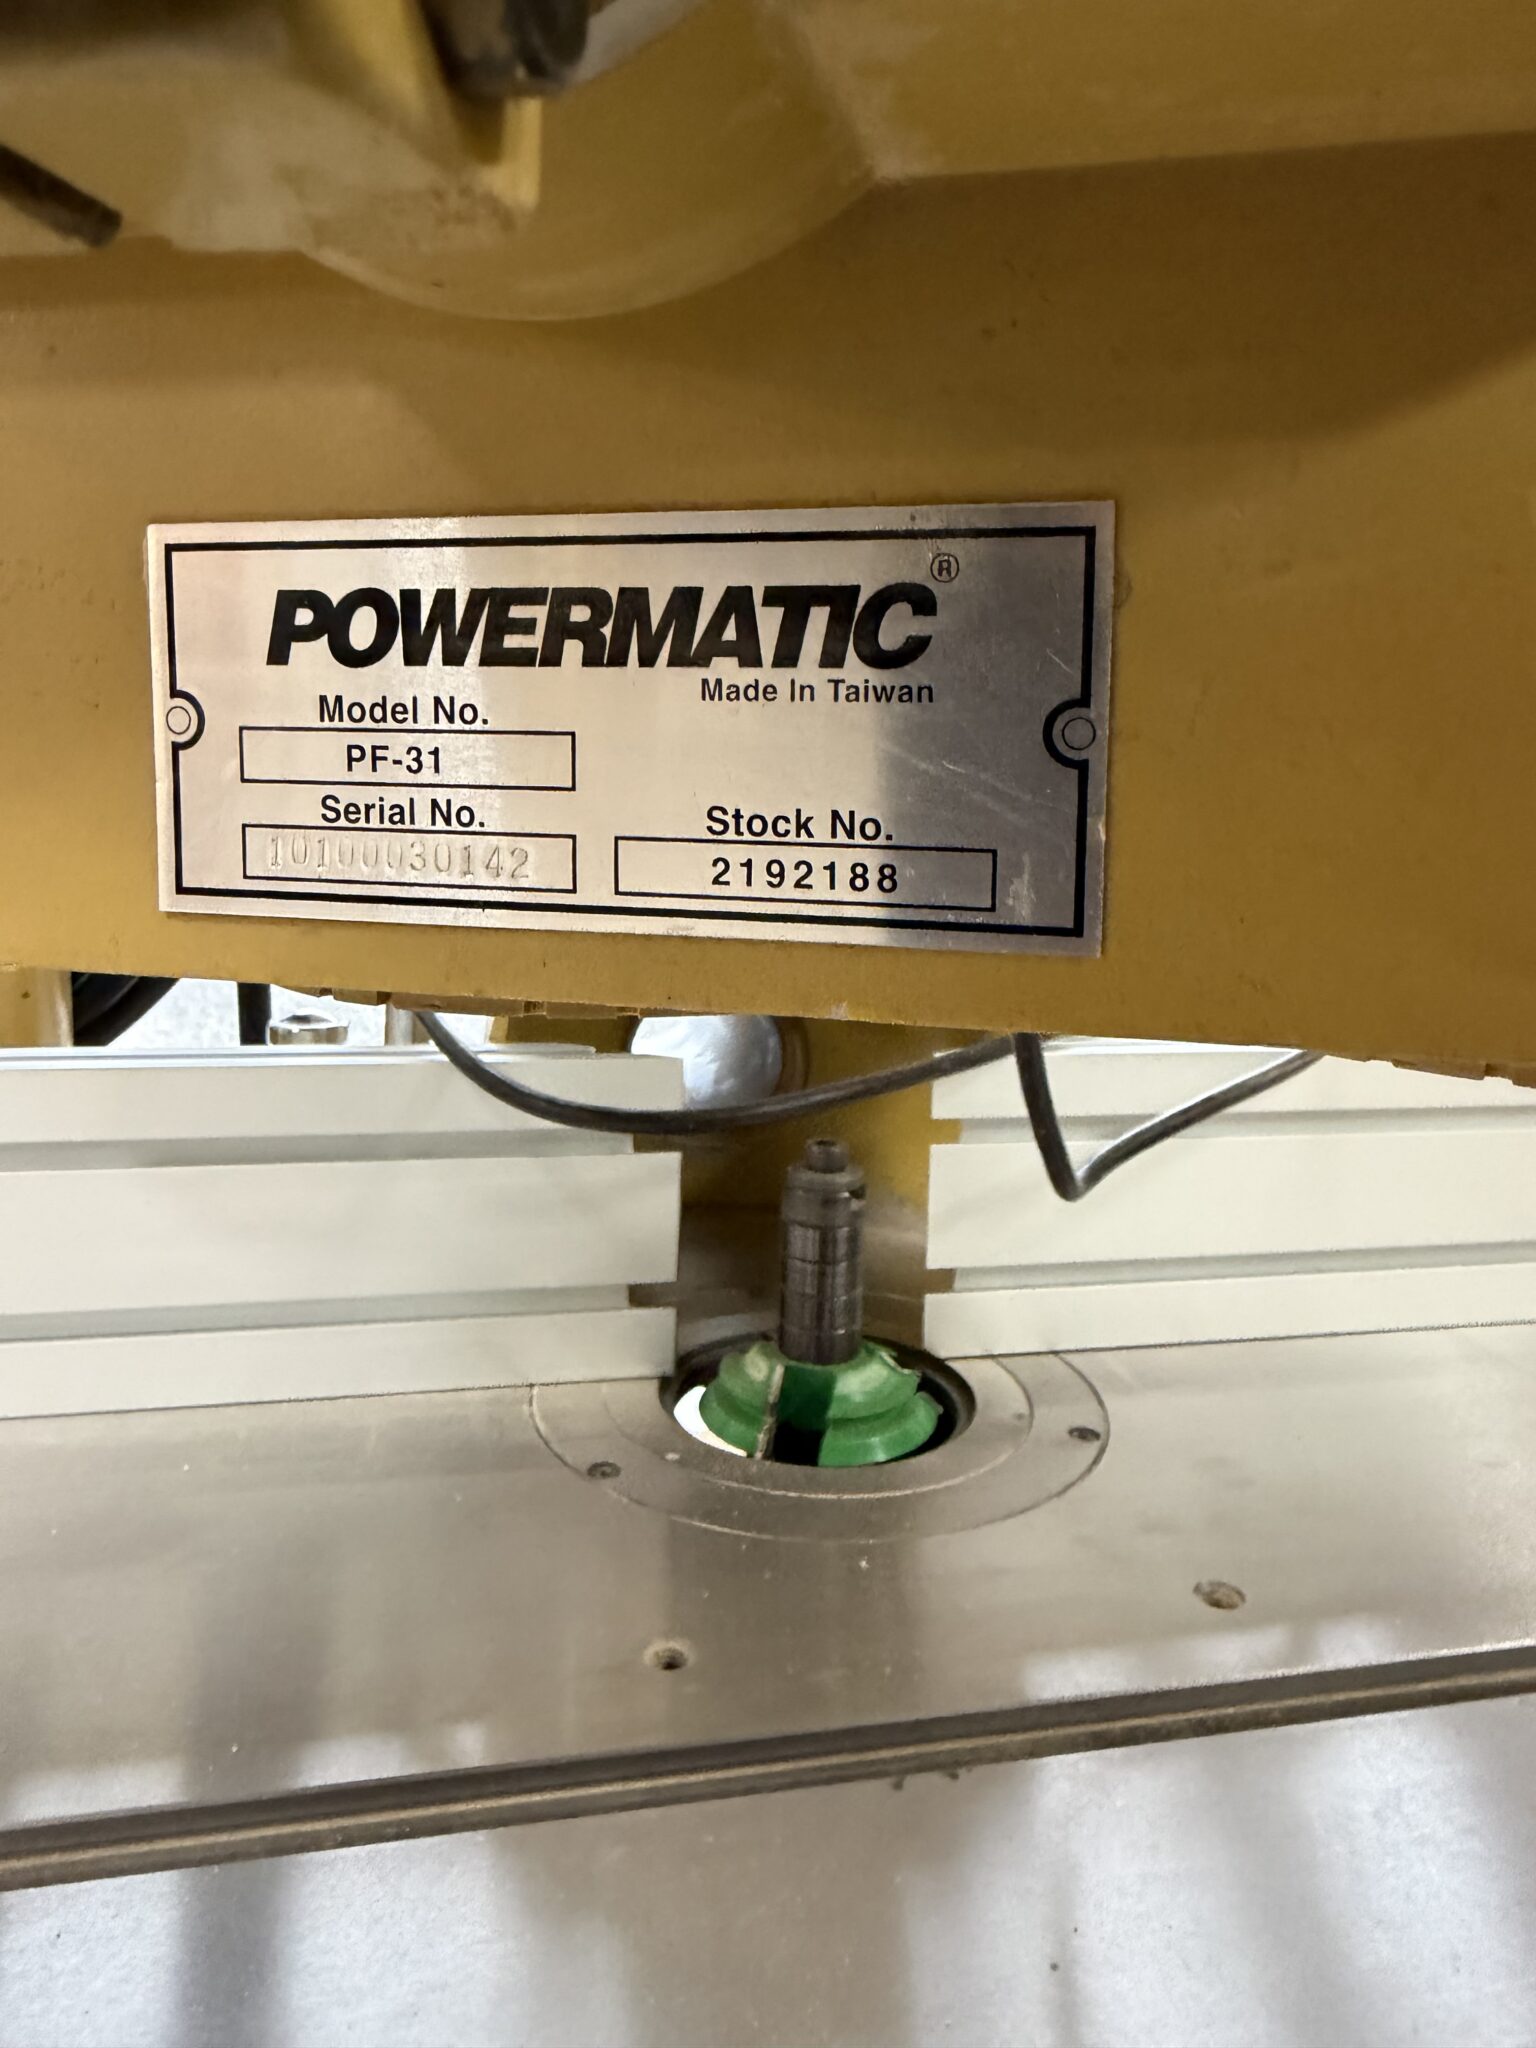 POWERMATIC®
Made In Taiwan
Model No.
PF-31
Serial No.
10100030142
Stock No.
2192188